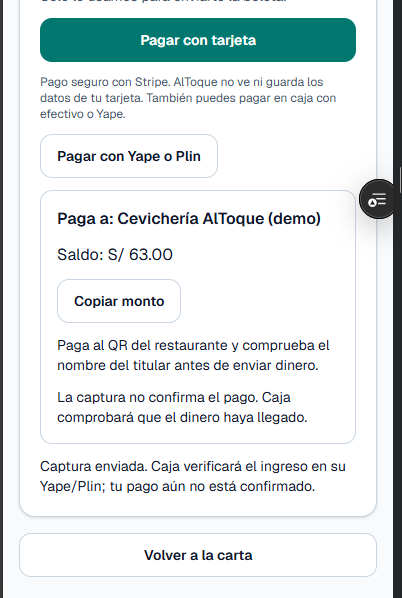 Pagar con tarjeta
Pago seguro con Stripe. AlToque no ve ni guarda los
datos de tu tarjeta. También puedes pagar en caja con
efectivo o Yape.
Pagar con Yape o Plin
Paga a: Cevichería AlToque (demo)
Saldo: S/ 63.00
Copiar monto
Paga al QR del restaurante y comprueba el
nombre del titular antes de enviar dinero.
La captura no confirma el pago. Caja
comprobará que el dinero haya llegado.
Captura enviada. Caja verificará el ingreso en su
Yape/Plin; tu pago aún no está confirmado.
Volver a la carta